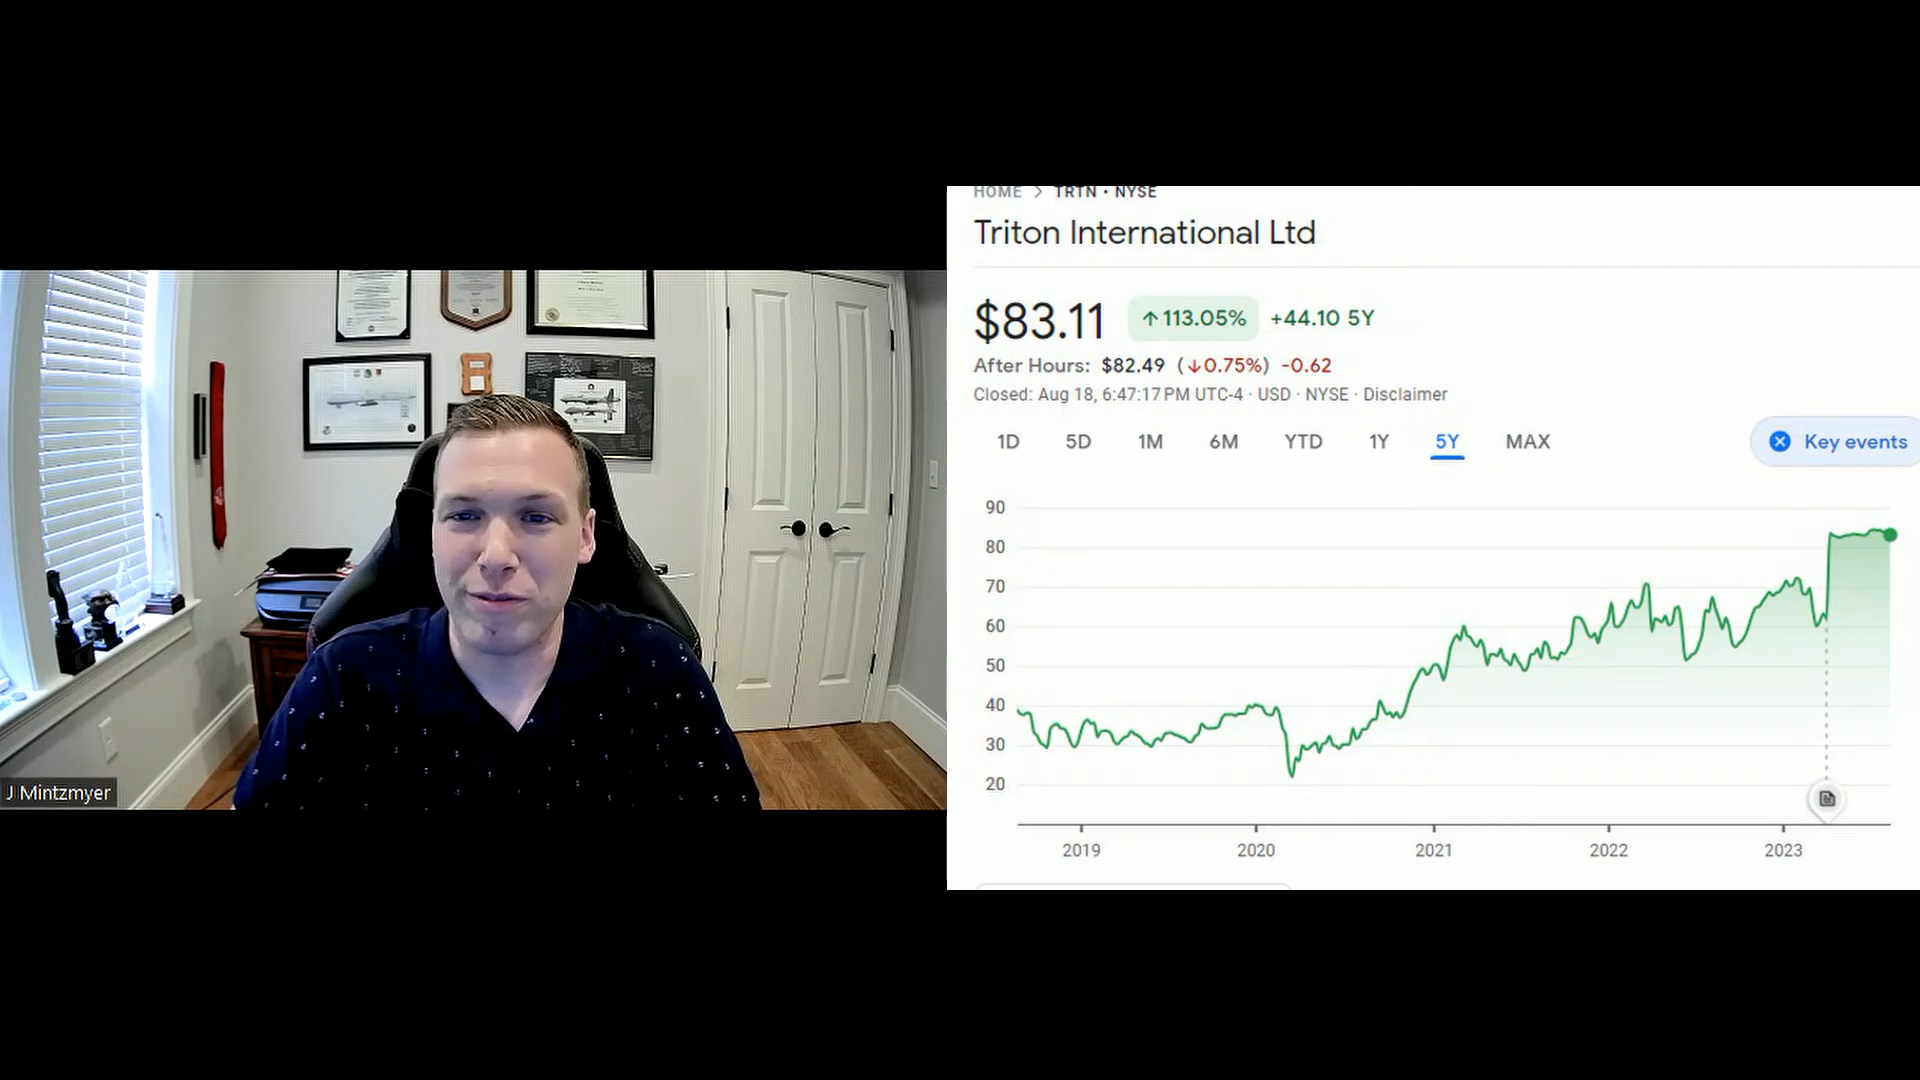 J Mintzmyer
HOME > TRTN • NYSE
Triton International Ltd
$83.11 ↑113.05% +44.10 5Y
After Hours: $82.49 (↓0.75%) -0.62
Closed: Aug 18, 6:47:17 PM UTC-4 · USD · NYSE · Disclaimer
1D 5D 1M 6M YTD 1Y 5Y MAX
Key events
90
80
70
60
50
40
30
20
2019 2020 2021 2022 2023